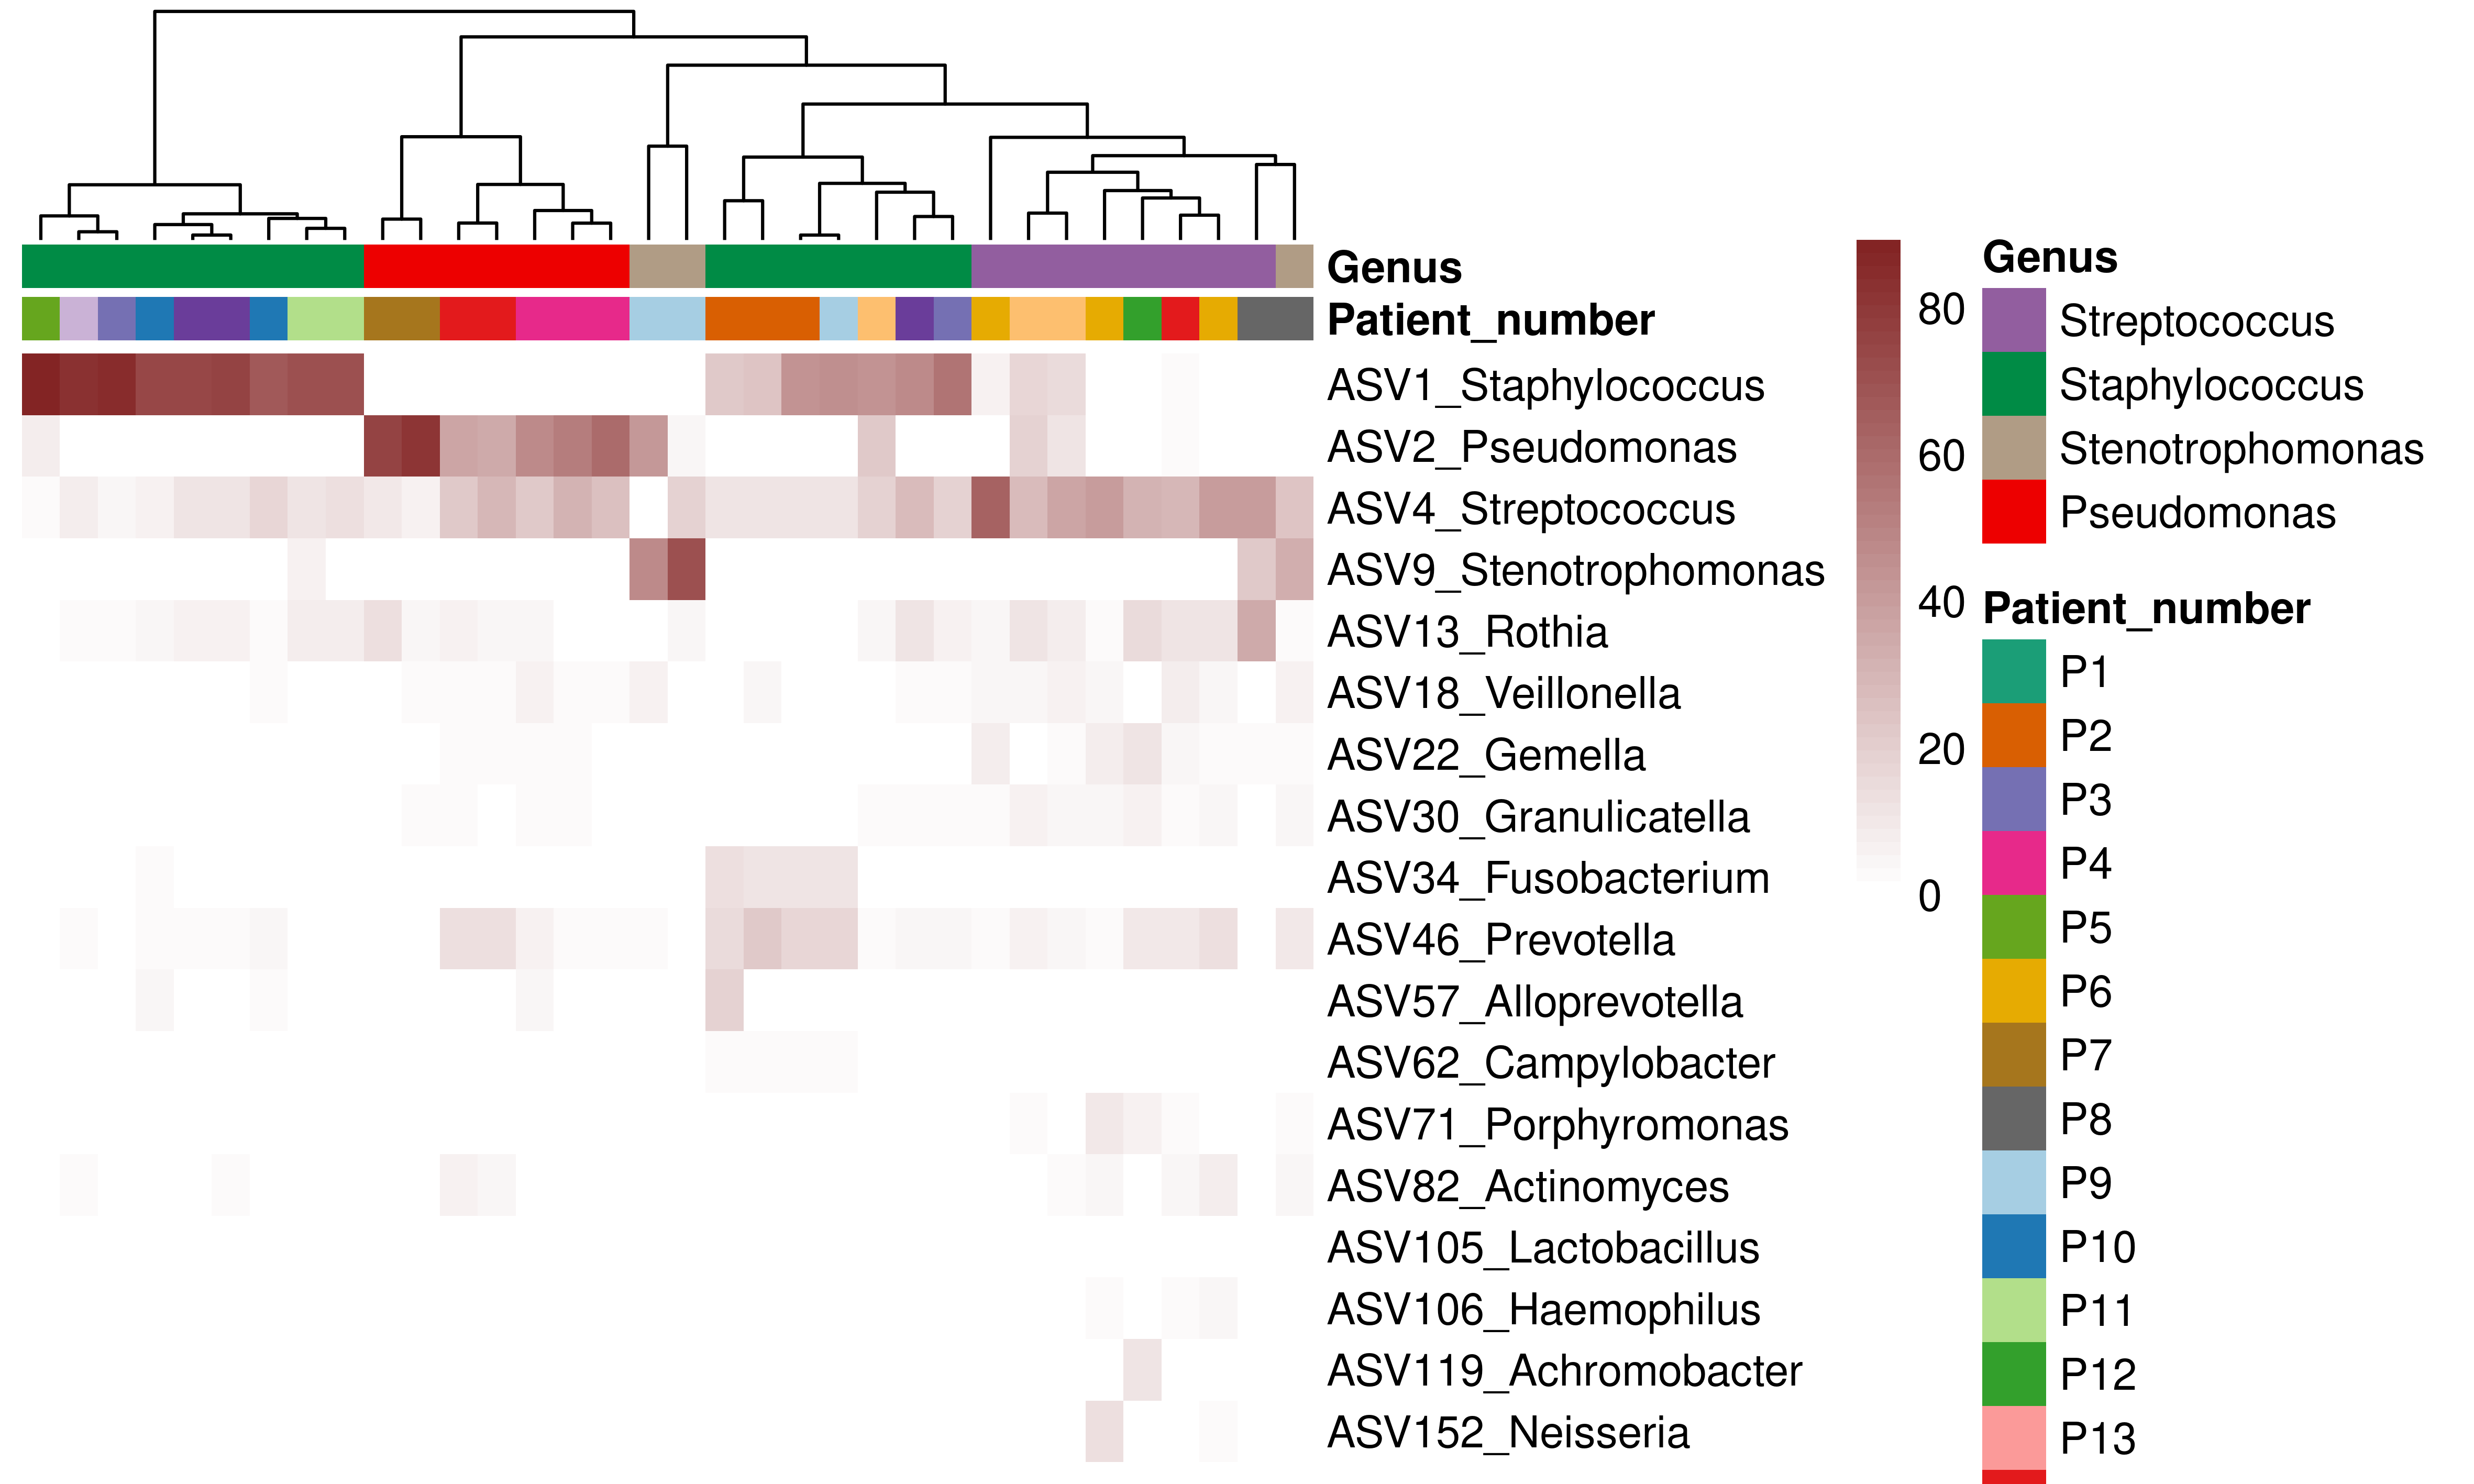 Genus
Patient_number
ASV1_Staphylococcus
ASV2_Pseudomonas
ASV4_Streptococcus
ASV9_Stenotrophomonas
ASV13_Rothia
ASV18_Veillonella
ASV22_Gemella
ASV30_Granulicatella
ASV34_Fusobacterium
ASV46_Prevotella
ASV57_Alloprevotella
ASV62_Campylobacter
ASV71_Porphyromonas
ASV82_Actinomyces
ASV105_Lactobacillus
ASV106_Haemophilus
ASV119_Achromobacter
ASV152_Neisseria
80
60
40
20
0
Genus
Streptococcus
Staphylococcus
Stenotrophomonas
Pseudomonas
Patient_number
P1
P2
P3
P4
P5
P6
P7
P8
P9
P10
P11
P12
P13